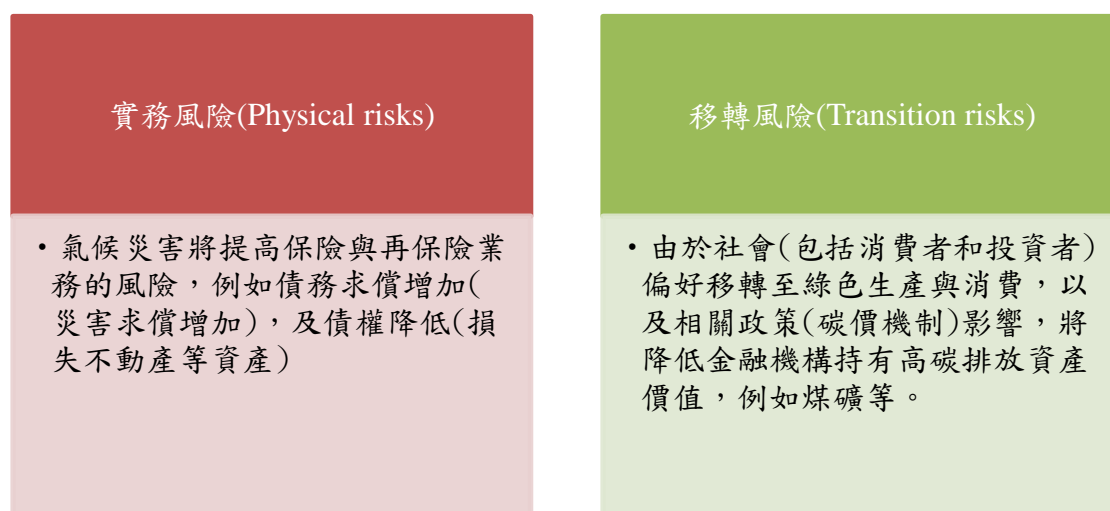 實務風險(Physical risks)
•氣候災害將提高保險與再保險業
務的風險,例如債務求償增加(
災害求償增加),及債權降低(損
失不動產等資產)
移轉風險(Transition risks)
•由於社會(包括消費者和投資者)
偏好移轉至綠色生產與消費,以
及相關政策(碳價機制)影響,將
降低金融機構持有高碳排放資產
價值,例如煤礦等。